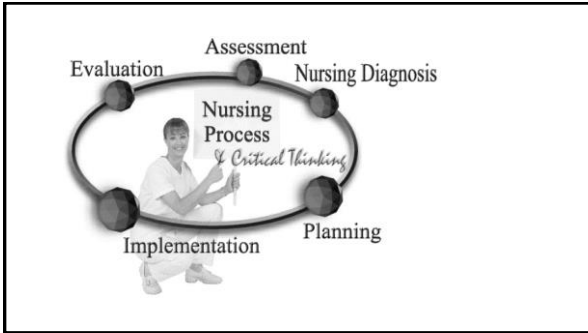 Assessment
Evaluation
Nursing Diagnosis
Nursing
Process
& Critical Thinking
Planning
Implementation